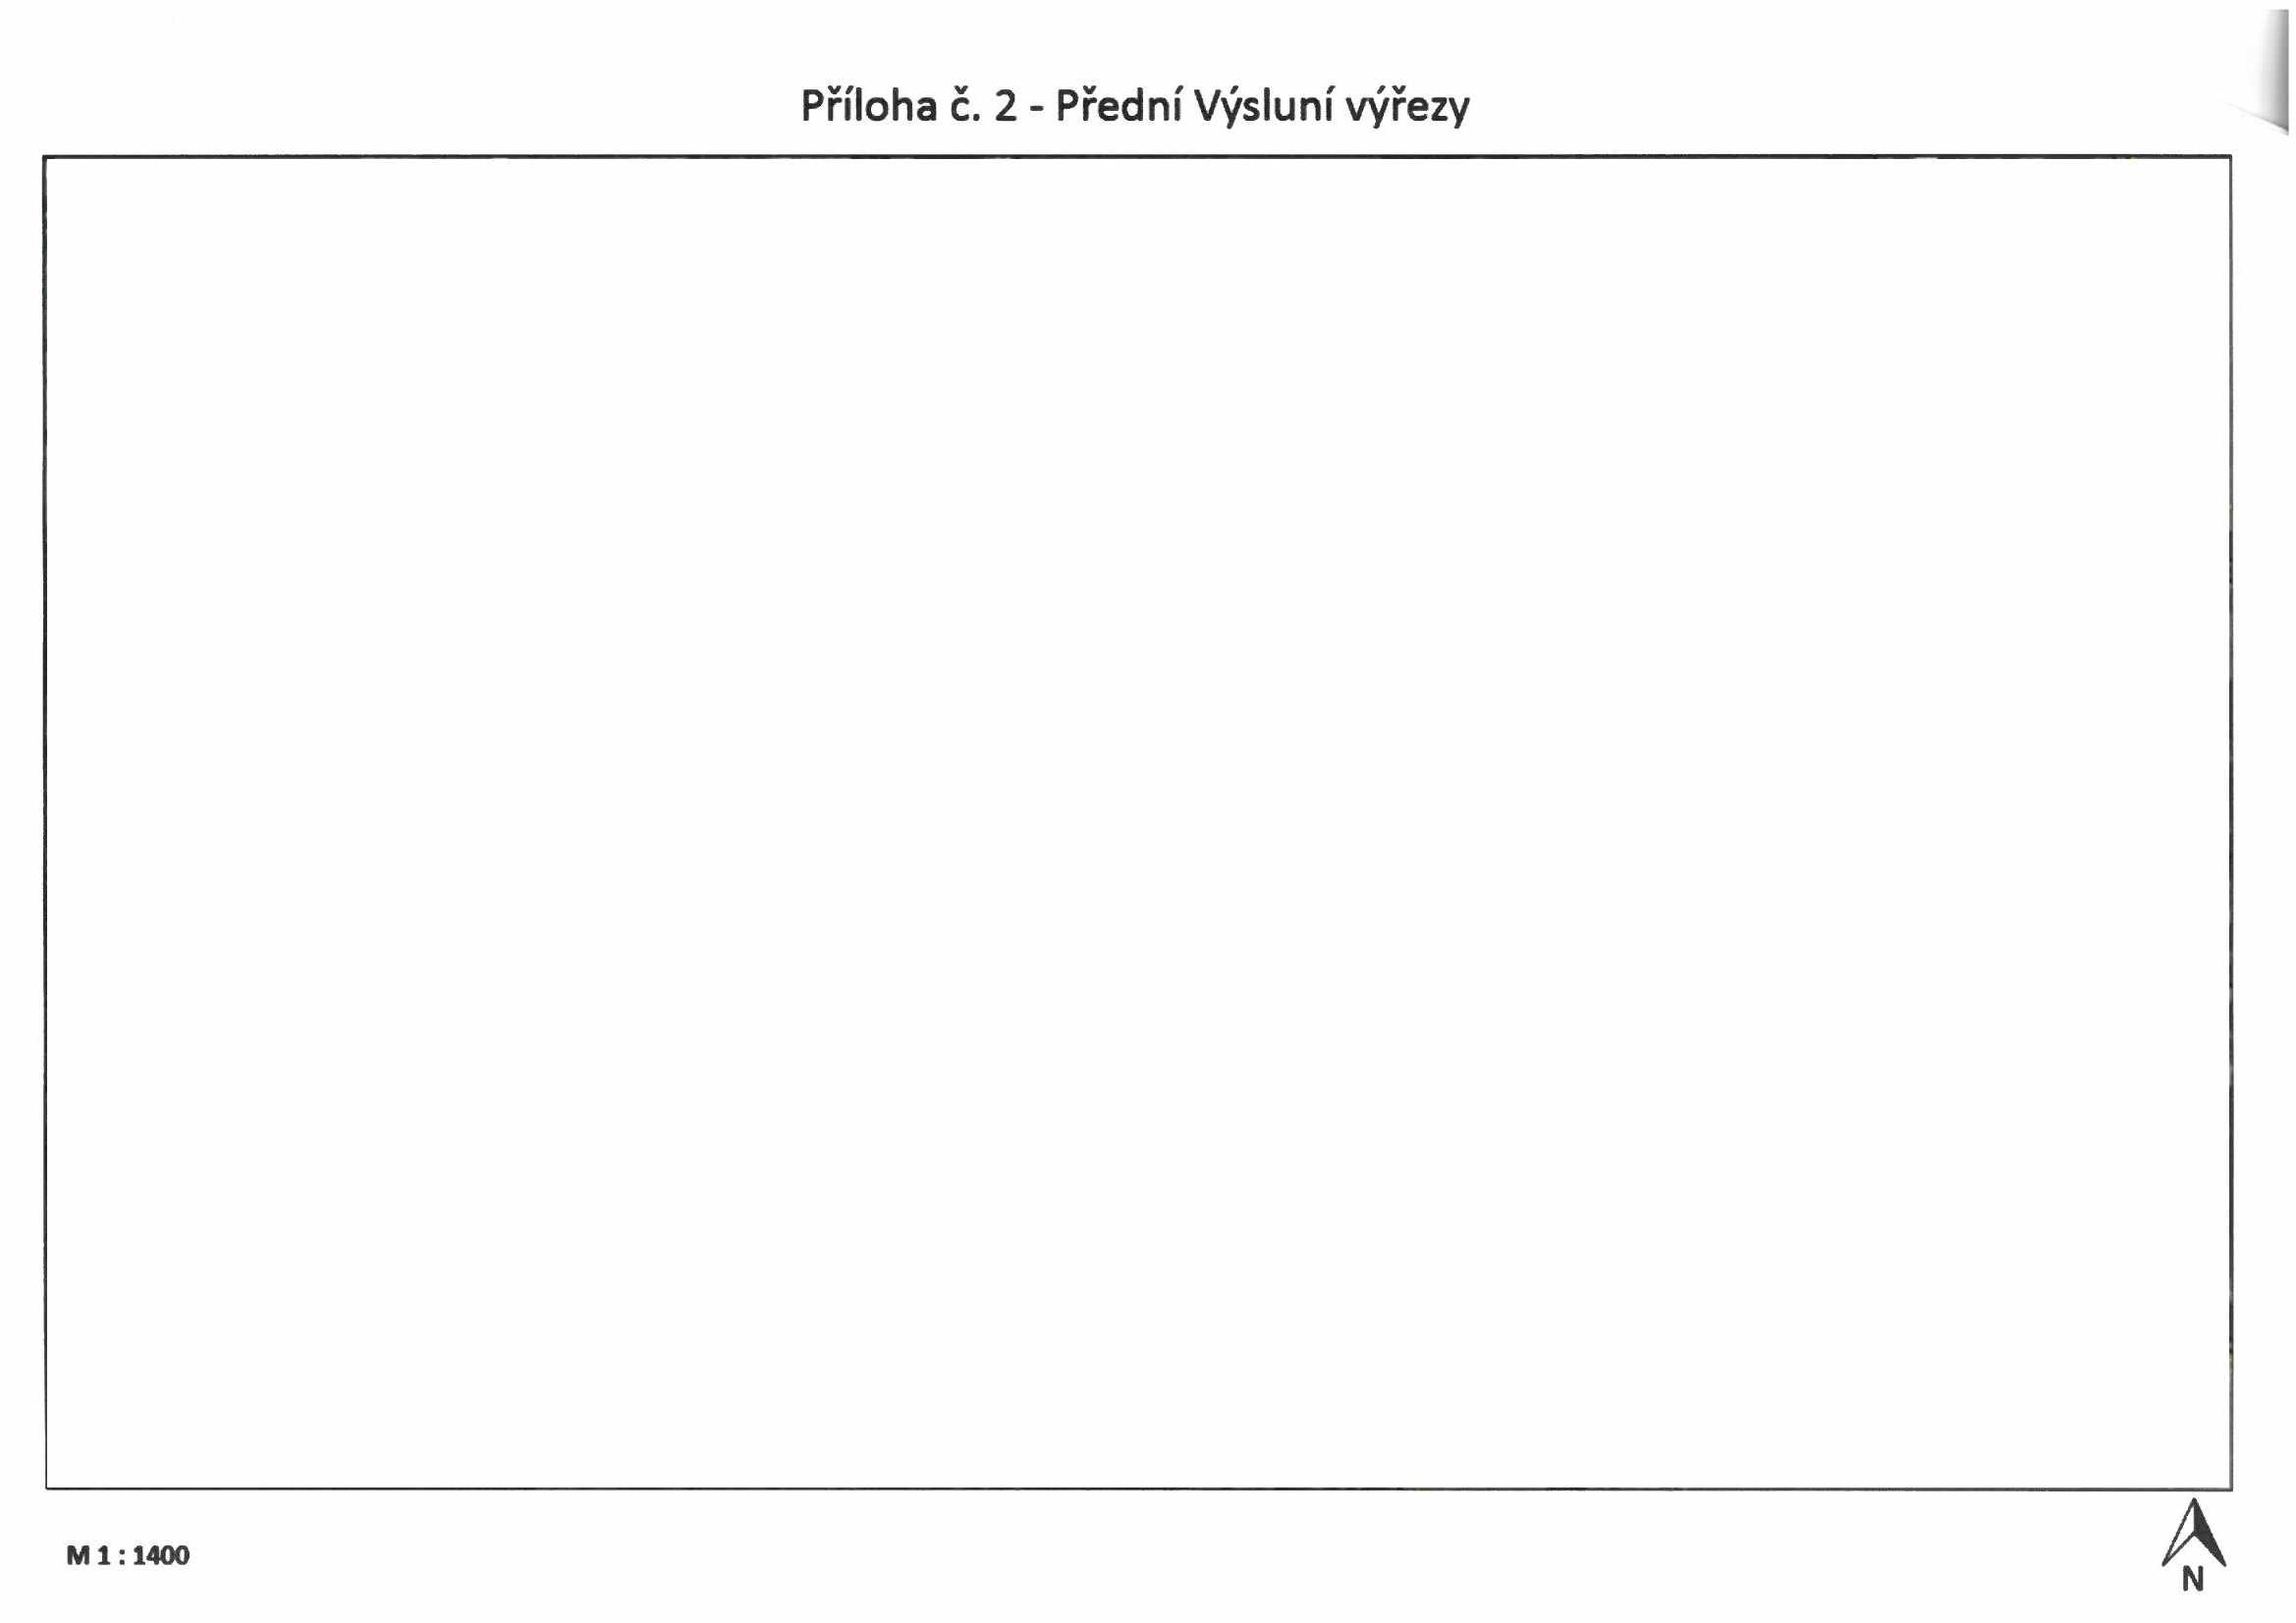 Příloha č. 2 - Přední Výsluní výřezy
M 1 : 1400
N